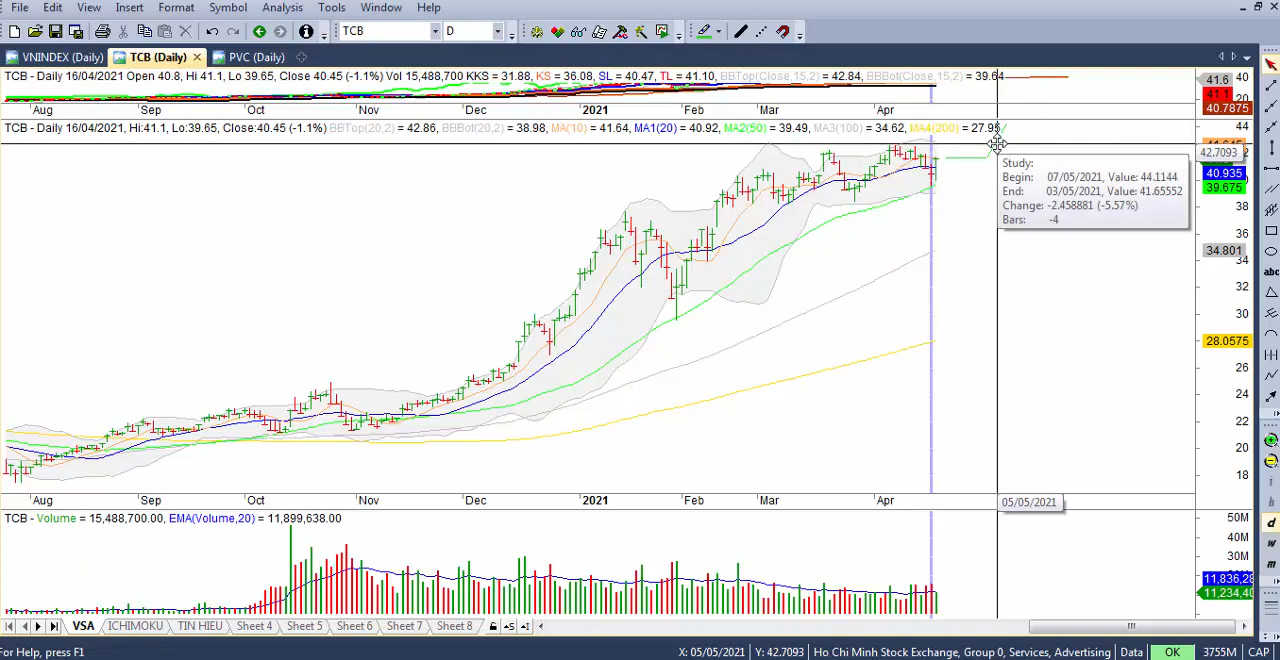 File Edit View Insert Format Symbol Analysis Tools Window Help
TCB D
VNINDEX (Daily) TCB (Daily) PVC (Daily)
TCB - Daily 16/04/2021 Open 40.8, Hi 41.1, Lo 39.65, Close 40.45 (-1.1%) Vol 15,488,700 KKS = 31.88, KS = 36.08, SL = 40.47, TL = 41.10, BBTop(Close,15,2) = 42.84, BBBot(Close,15,2) = 39.64
41.6 40
41.1 20
40.7875
Aug Sep Oct Nov Dec 2021 Feb Mar Apr
TCB - Daily 16/04/2021, Hi:41.1, Lo:39.65, Close:40.45 (-1.1%) BBTop(20,2) = 42.86, BBBot(20,2) = 38.98, MA(10) = 41.64, MA1(20) = 40.92, MA2(50) = 39.49, MA3(100) = 34.62, MA4(200) = 27.95
44
42.7093
40.935
39.675
38
36
34.801
34
32
30
28.0575
26
24
22
20
18
Study:
Begin: 07/05/2021, Value: 44.1144
End: 03/05/2021, Value: 41.65552
Change: -2.458881 (-5.57%)
Bars: -4
Aug Sep Oct Nov Dec 2021 Feb Mar Apr 05/05/2021
TCB - Volume = 15,488,700.00, EMA(Volume,20) = 11,899,638.00
50M
40M
30M
11,836,28
11,234,40
abc
i
h
d
w
m
VSA ICHIMOKU TIN HIEU Sheet 4 Sheet 5 Sheet 6 Sheet 7 Sheet 8
For Help, press F1 X: 05/05/2021 Y: 42.7093 Ho Chi Minh Stock Exchange, Group 0, Services, Advertising Data OK 3755M CAP